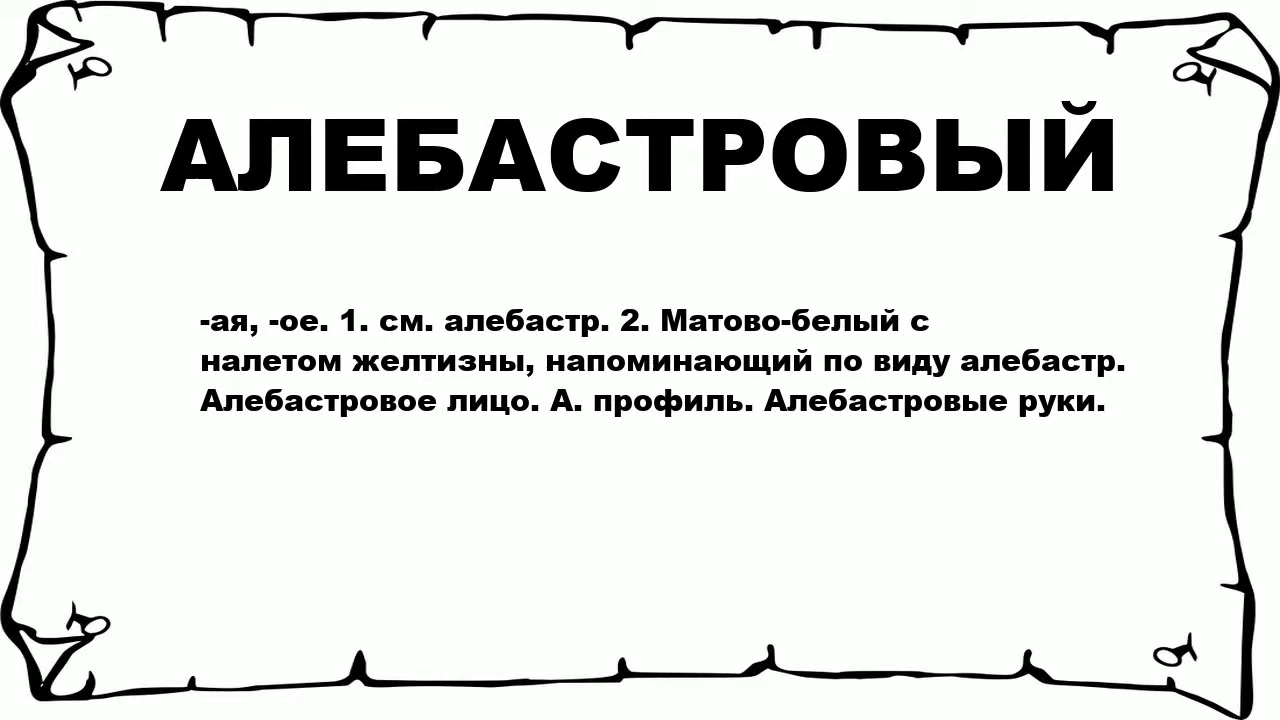 АЛЕБАСТРОВЫЙ
-ая, -ое. 1. см. алебастр. 2. Матово-белый с
налетом желтизны, напоминающий по виду алебастр.
Алебастровое лицо. А. профиль. Алебастровые руки.